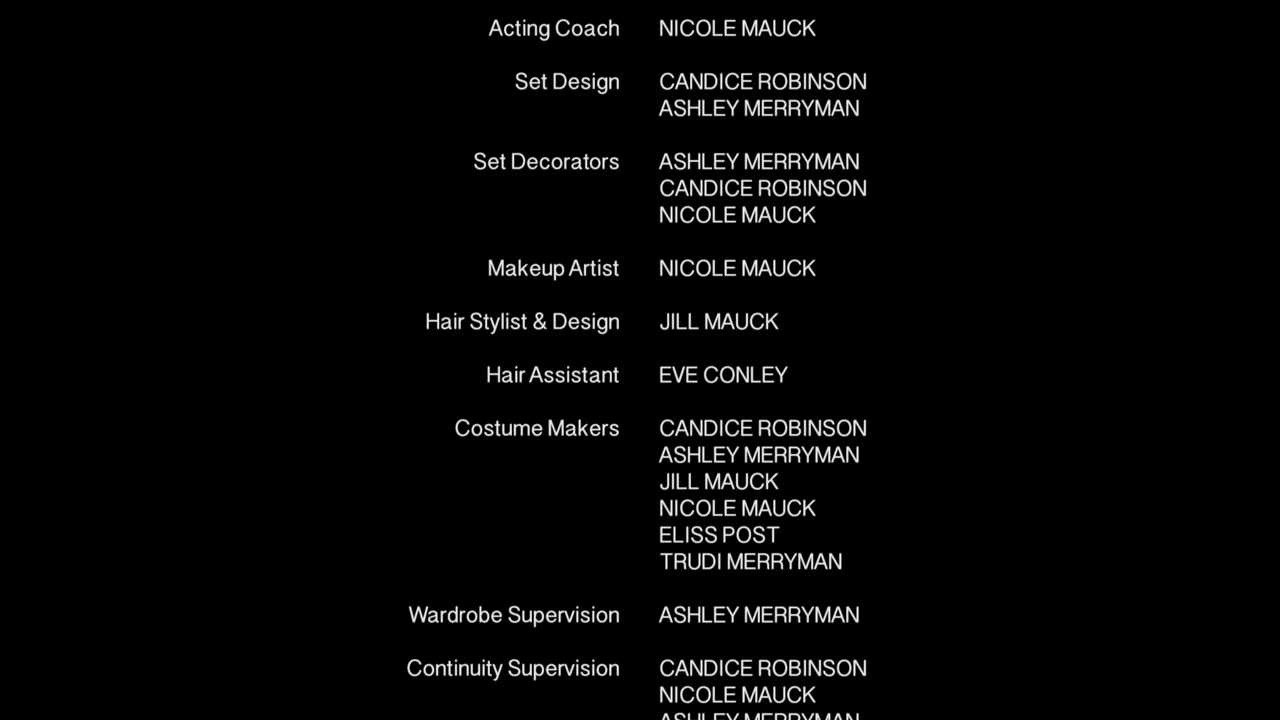 Acting Coach NICOLE MAUCK
Set Design CANDICE ROBINSON
ASHLEY MERRYMAN
Set Decorators ASHLEY MERRYMAN
CANDICE ROBINSON
NICOLE MAUCK
Makeup Artist NICOLE MAUCK
Hair Stylist & Design JILL MAUCK
Hair Assistant EVE CONLEY
Costume Makers CANDICE ROBINSON
ASHLEY MERRYMAN
JILL MAUCK
NICOLE MAUCK
ELISS POST
TRUDI MERRYMAN
Wardrobe Supervision ASHLEY MERRYMAN
Continuity Supervision CANDICE ROBINSON
NICOLE MAUCK
ASHLEY MERRYMAN